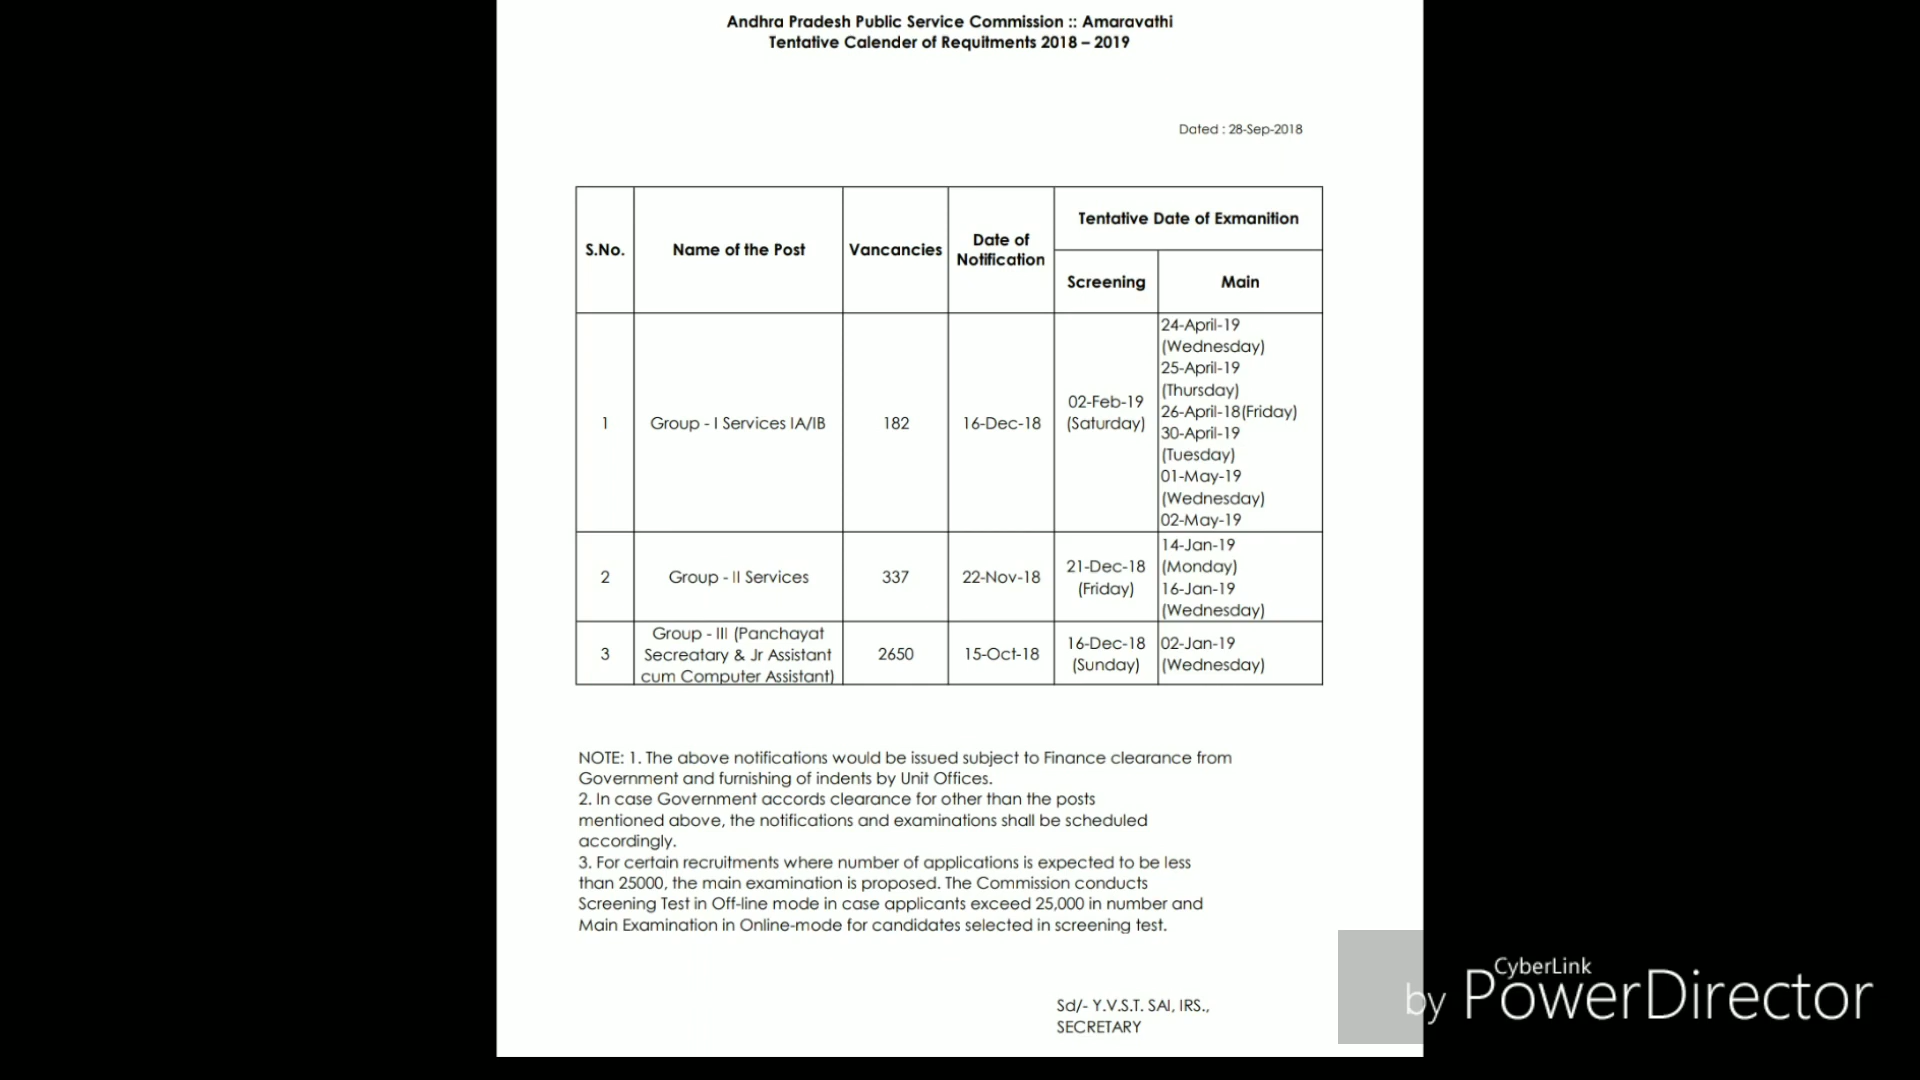 Andhra Pradesh Public Service Commission :: Amaravathi
Tentative Calender of Requitments 2018 – 2019
Dated : 28-Sep-2018
S.No.
Name of the Post
Vancancies
Date of
Notification
Tentative Date of Exmanition
Screening
Main
1
Group - I Services IA/IB
182
16-Dec-18
02-Feb-19
(Saturday)
24-April-19
(Wednesday)
25-April-19
(Thursday)
26-April-18(Friday)
30-April-19
(Tuesday)
01-May-19
(Wednesday)
02-May-19
2
Group - II Services
337
22-Nov-18
21-Dec-18
(Friday)
14-Jan-19
(Monday)
16-Jan-19
(Wednesday)
3
Group - III (Panchayat
Secreatary & Jr Assistant
cum Computer Assistant)
2650
15-Oct-18
16-Dec-18
(Sunday)
02-Jan-19
(Wednesday)
NOTE: 1. The above notifications would be issued subject to Finance clearance from
Government and furnishing of indents by Unit Offices.
2. In case Government accords clearance for other than the posts
mentioned above, the notifications and examinations shall be scheduled
accordingly.
3. For certain recruitments where number of applications is expected to be less
than 25000, the main examination is proposed. The Commission conducts
Screening Test in Off-line mode in case applicants exceed 25,000 in number and
Main Examination in Online-mode for candidates selected in screening test.
Sd/- Y.V.S.T. SAI, IRS.,
SECRETARY
CyberLink
by PowerDirector